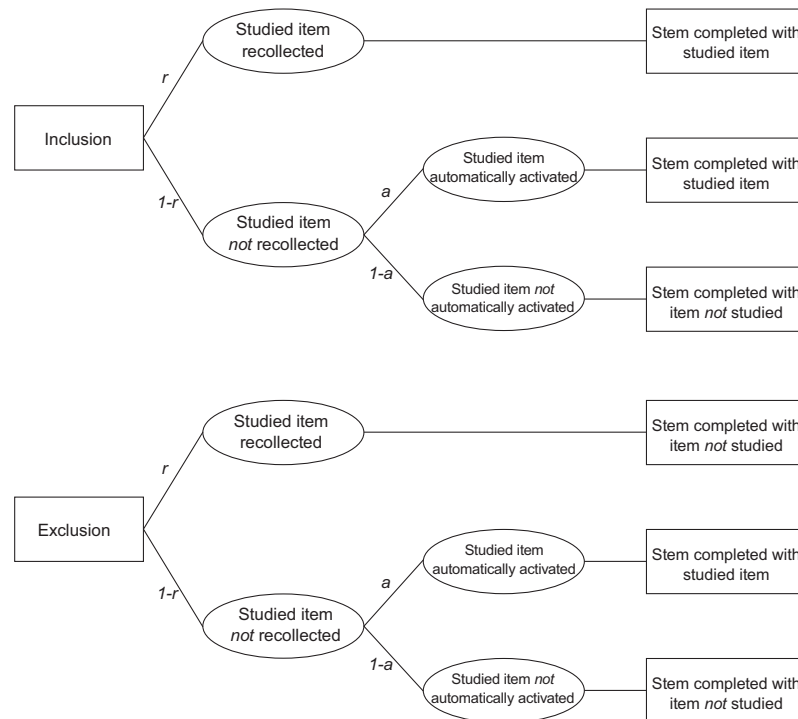 Studied item
recollected
Stem completed with
studied item
r
Inclusion
Studied item
automatically activated
Stem completed with
studied item
a
1-r
Studied item
not recollected
1-a
Studied item not
automatically activated
Stem completed with
item not studied
Studied item
recollected
Stem completed with
item not studied
r
Exclusion
Studied item
automatically activated
Stem completed with
studied item
a
1-r
Studied item
not recollected
1-a
Studied item not
automatically activated
Stem completed with
item not studied